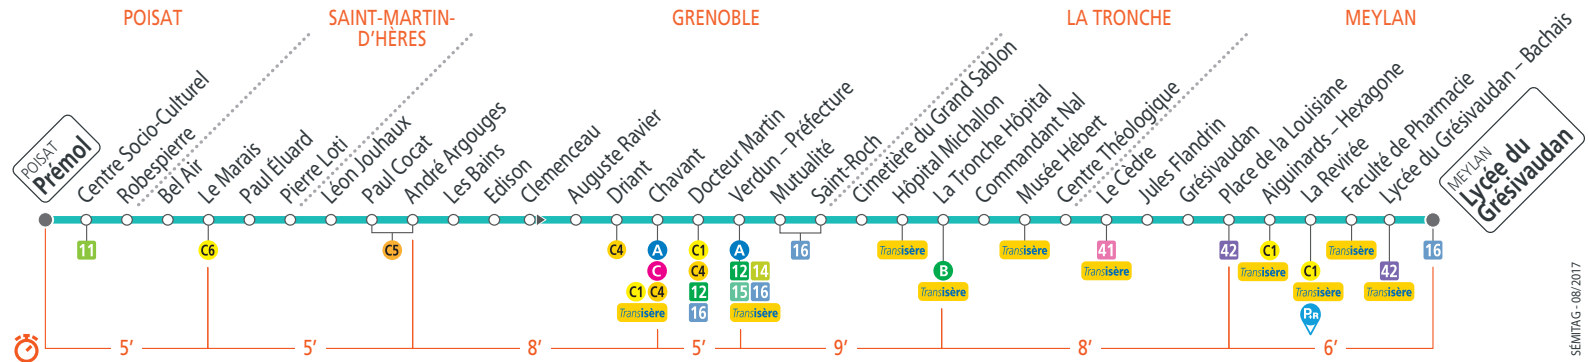 POISAT
SAINT-MARTIN-
D'HÈRES
GRENOBLE
LA TRONCHE
MEYLAN
POISAT
Prémol
Centre Socio-Culturel
Robespierre
Bel Air
Le Marais
Paul Éluard
Pierre Loti
Léon Jouhaux
Paul Cocat
André Argouges
Les Bains
Edison
Clemenceau
Auguste Ravier
Driant
Chavant
Docteur Martin
Verdun – Préfecture
Mutualité
Saint-Roch
Cimetière du Grand Sablon
Hôpital Michallon
La Tronche Hôpital
Commandant Nal
Musée Hébert
Centre Théologique
Le Cèdre
Jules Flandrin
Grésivaudan
Place de la Louisiane
Aiguinards – Hexagone
La Revirée
Faculté de Pharmacie
Lycée du Grésivaudan – Bachais
MEYLAN
Lycée du
Grésivaudan
11
C6
C5
C4
A
C
C1 C4
Transisère
C1
C4
12
16
A
12 14
15 16
Transisère
16
Transisère
B
Transisère
Transisère
41
Transisère
42
C1
Transisère
C1
Transisère
P+R
Transisère
42
Transisère
16
5'
5'
8'
5'
9'
8'
6'
SÉMITAG - 08/2017